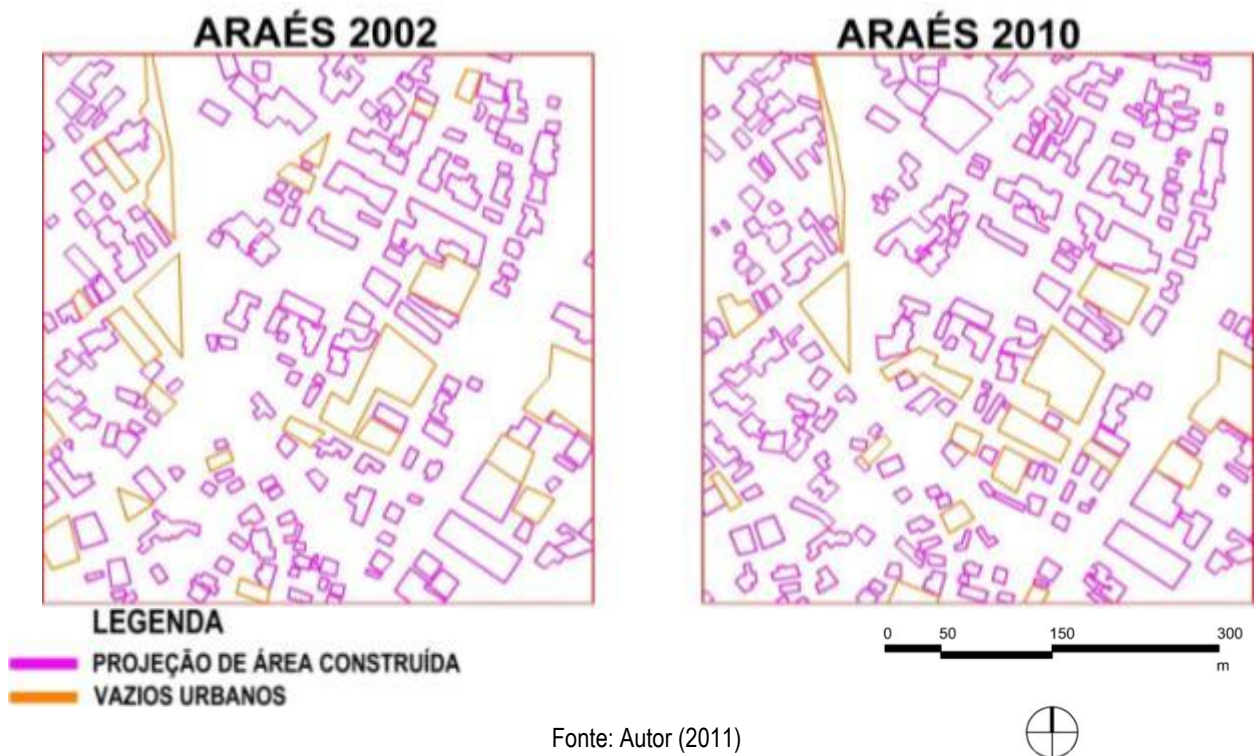 ARAÉS 2002
ARAÉS 2010
LEGENDA
PROJEÇÃO DE ÁREA CONSTRUÍDA
VAZIOS URBANOS
0 50 150 300
m
Fonte: Autor (2011)